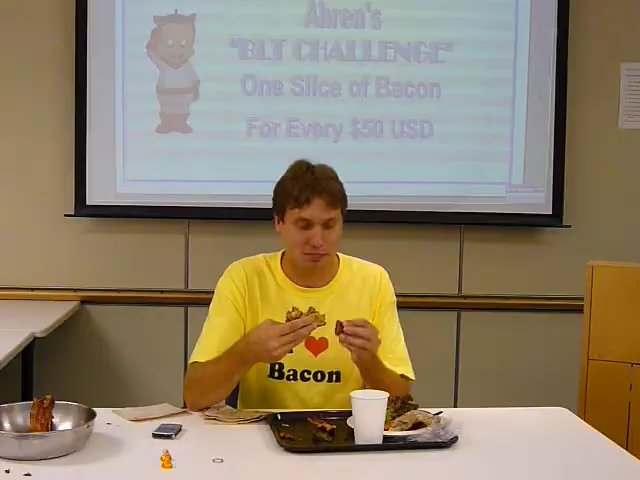 Ahren's
"BLT CHALLENGE"
One Slice of Bacon
For Every $50 USD
Bacon